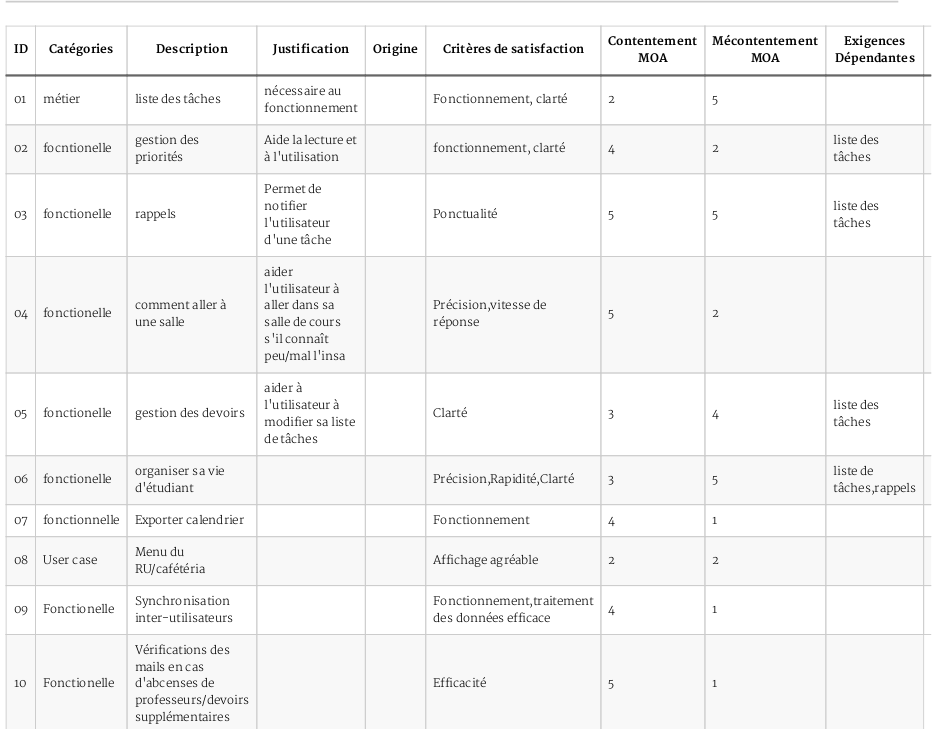 ID Catégories Description Justification Origine Critères de satisfaction Contentement MOA Mécontentement MOA Exigences Dépendantes
01 métier liste des tâches nécessaire au fonctionnement Fonctionnement, clarté 2 5
02 focntionelle gestion des priorités Aide la lecture et à l'utilisation fonctionnement, clarté 4 2 liste des tâches
03 fonctionelle rappels Permet de notifier l'utilisateur d'une tâche Ponctualité 5 5 liste des tâches
04 fonctionelle comment aller à une salle aider l'utilisateur à aller dans sa salle de cours s'il connaît peu/mal l'insa Précision,vitesse de réponse 5 2
05 fonctionelle gestion des devoirs aider à l'utilisateur à modifier sa liste de tâches Clarté 3 4 liste des tâches
06 fonctionelle organiser sa vie d'étudiant Précision,Rapidité,Clarté 3 5 liste de tâches,rappels
07 fonctionnelle Exporter calendrier Fonctionnement 4 1
08 User case Menu du RU/cafétéria Affichage agréable 2 2
09 Fonctionelle Synchronisation inter-utilisateurs Fonctionnement,traitement des données efficace 4 1
10 Fonctionelle Vérifications des mails en cas d'abcenses de professeurs/devoirs supplémentaires Efficacité 5 1